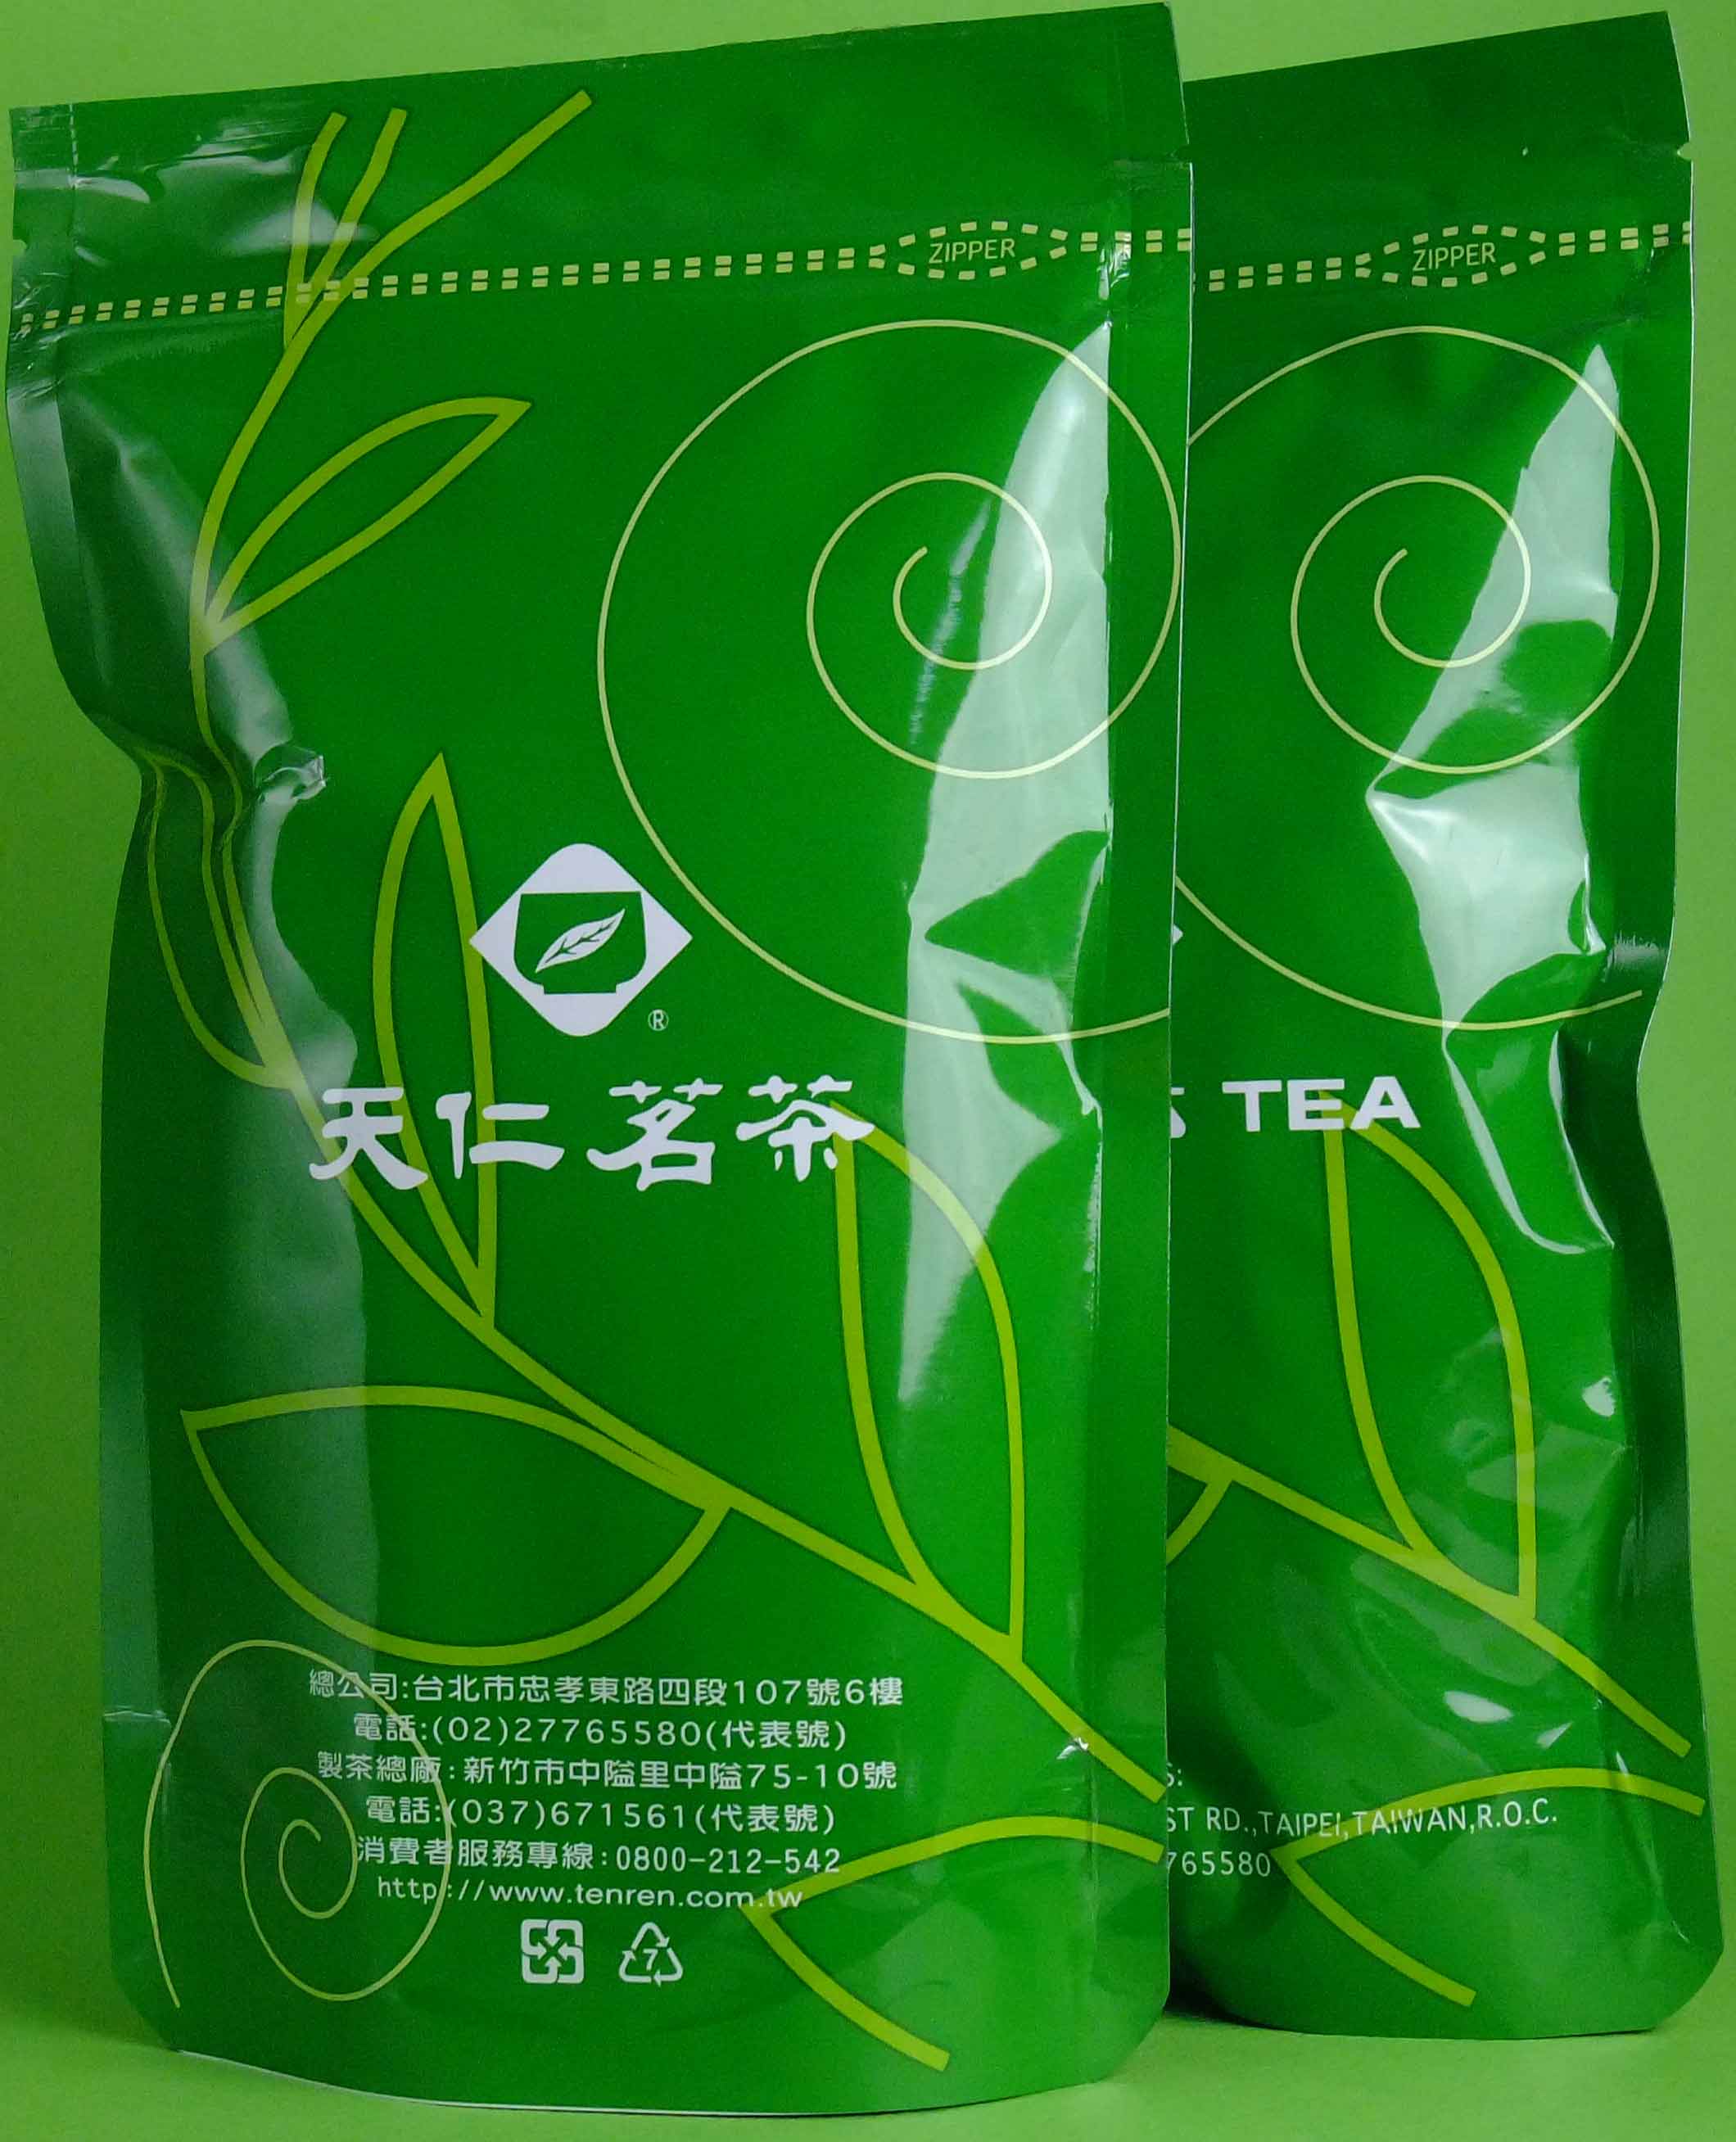 ZIPPER
®
天仁茗茶
總公司:台北市忠孝東路四段107號6樓
電話:(02)27765580(代表號)
製茶總廠:新竹市中隘里中隘75-10號
電話:(037)671561(代表號)
消費者服務專線:0800-212-542
http://www.tenren.com.tw
7
ZIPPER
TEA
ST RD.,TAIPEI,TAIWAN,R.O.C.
765580